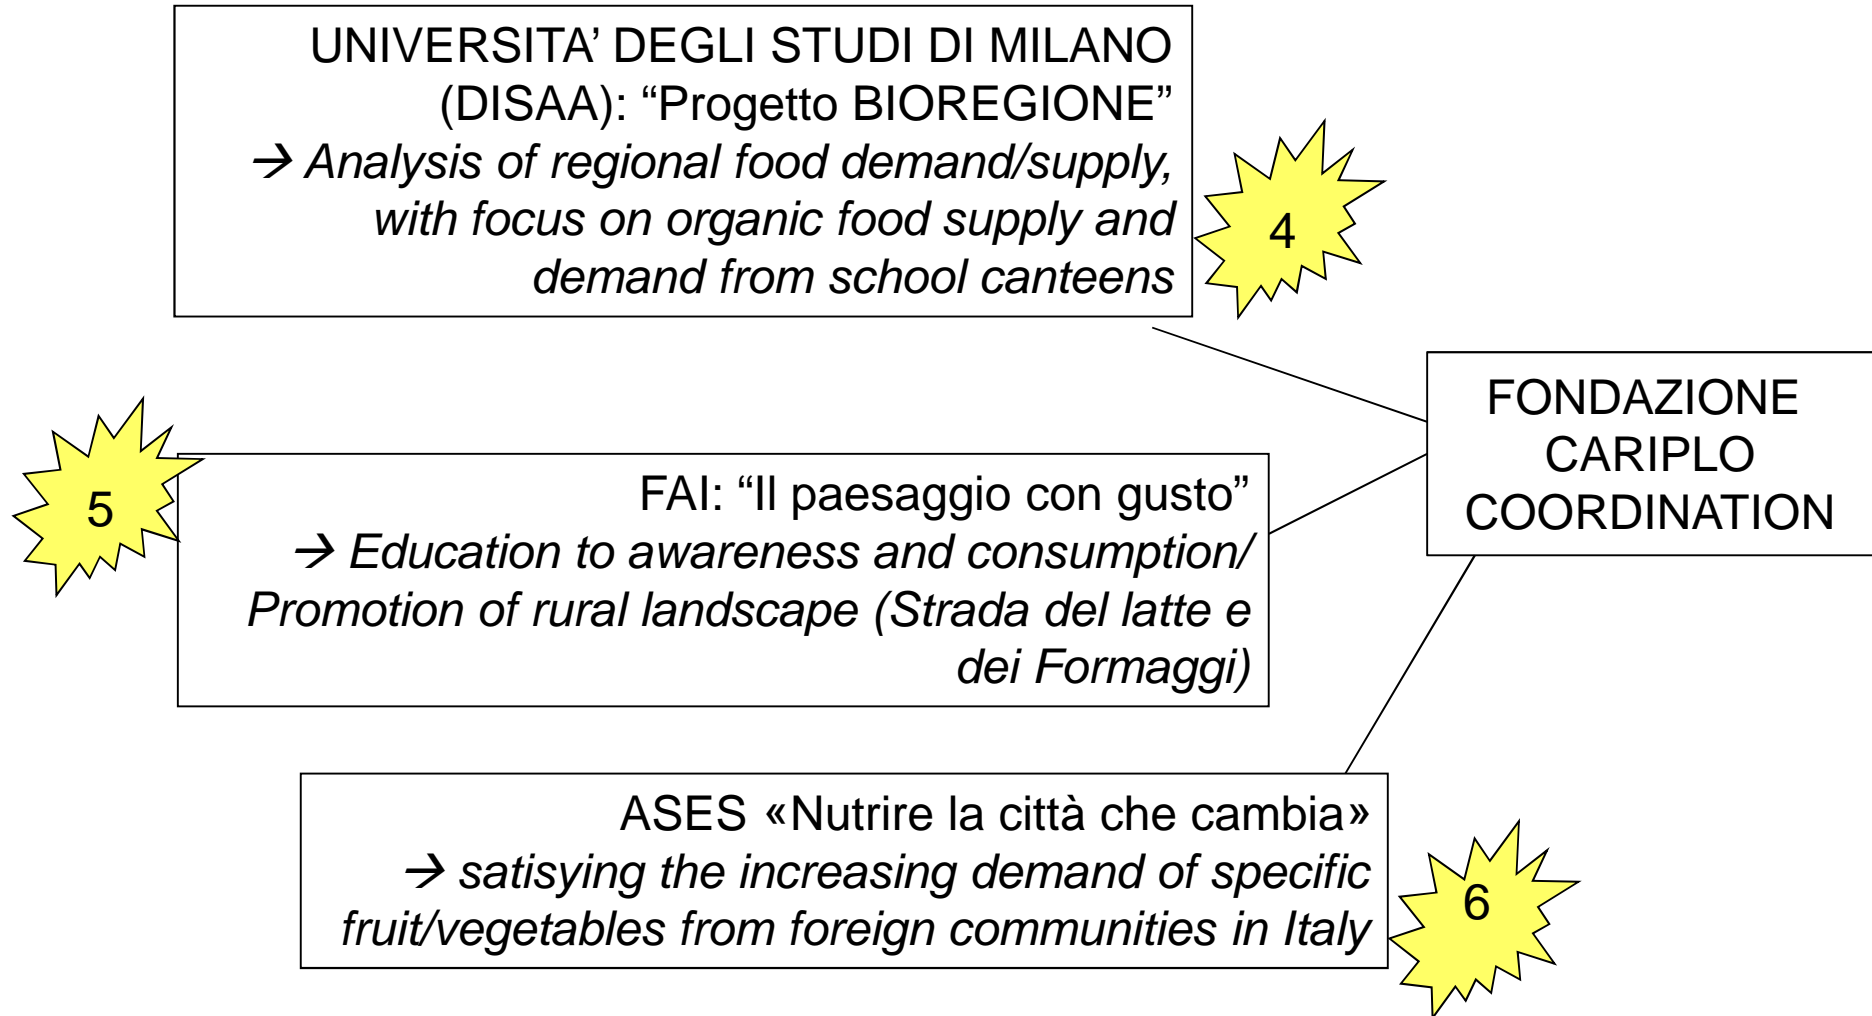 UNIVERSITA’ DEGLI STUDI DI MILANO
(DISAA): “Progetto BIOREGIONE”
→ Analysis of regional food demand/supply,
with focus on organic food supply and
demand from school canteens
4
FONDAZIONE
CARIPLO
COORDINATION
5
FAI: “Il paesaggio con gusto”
→ Education to awareness and consumption/
Promotion of rural landscape (Strada del latte e
dei Formaggi)
ASES «Nutrire la città che cambia»
→ satisying the increasing demand of specific
fruit/vegetables from foreign communities in Italy
6